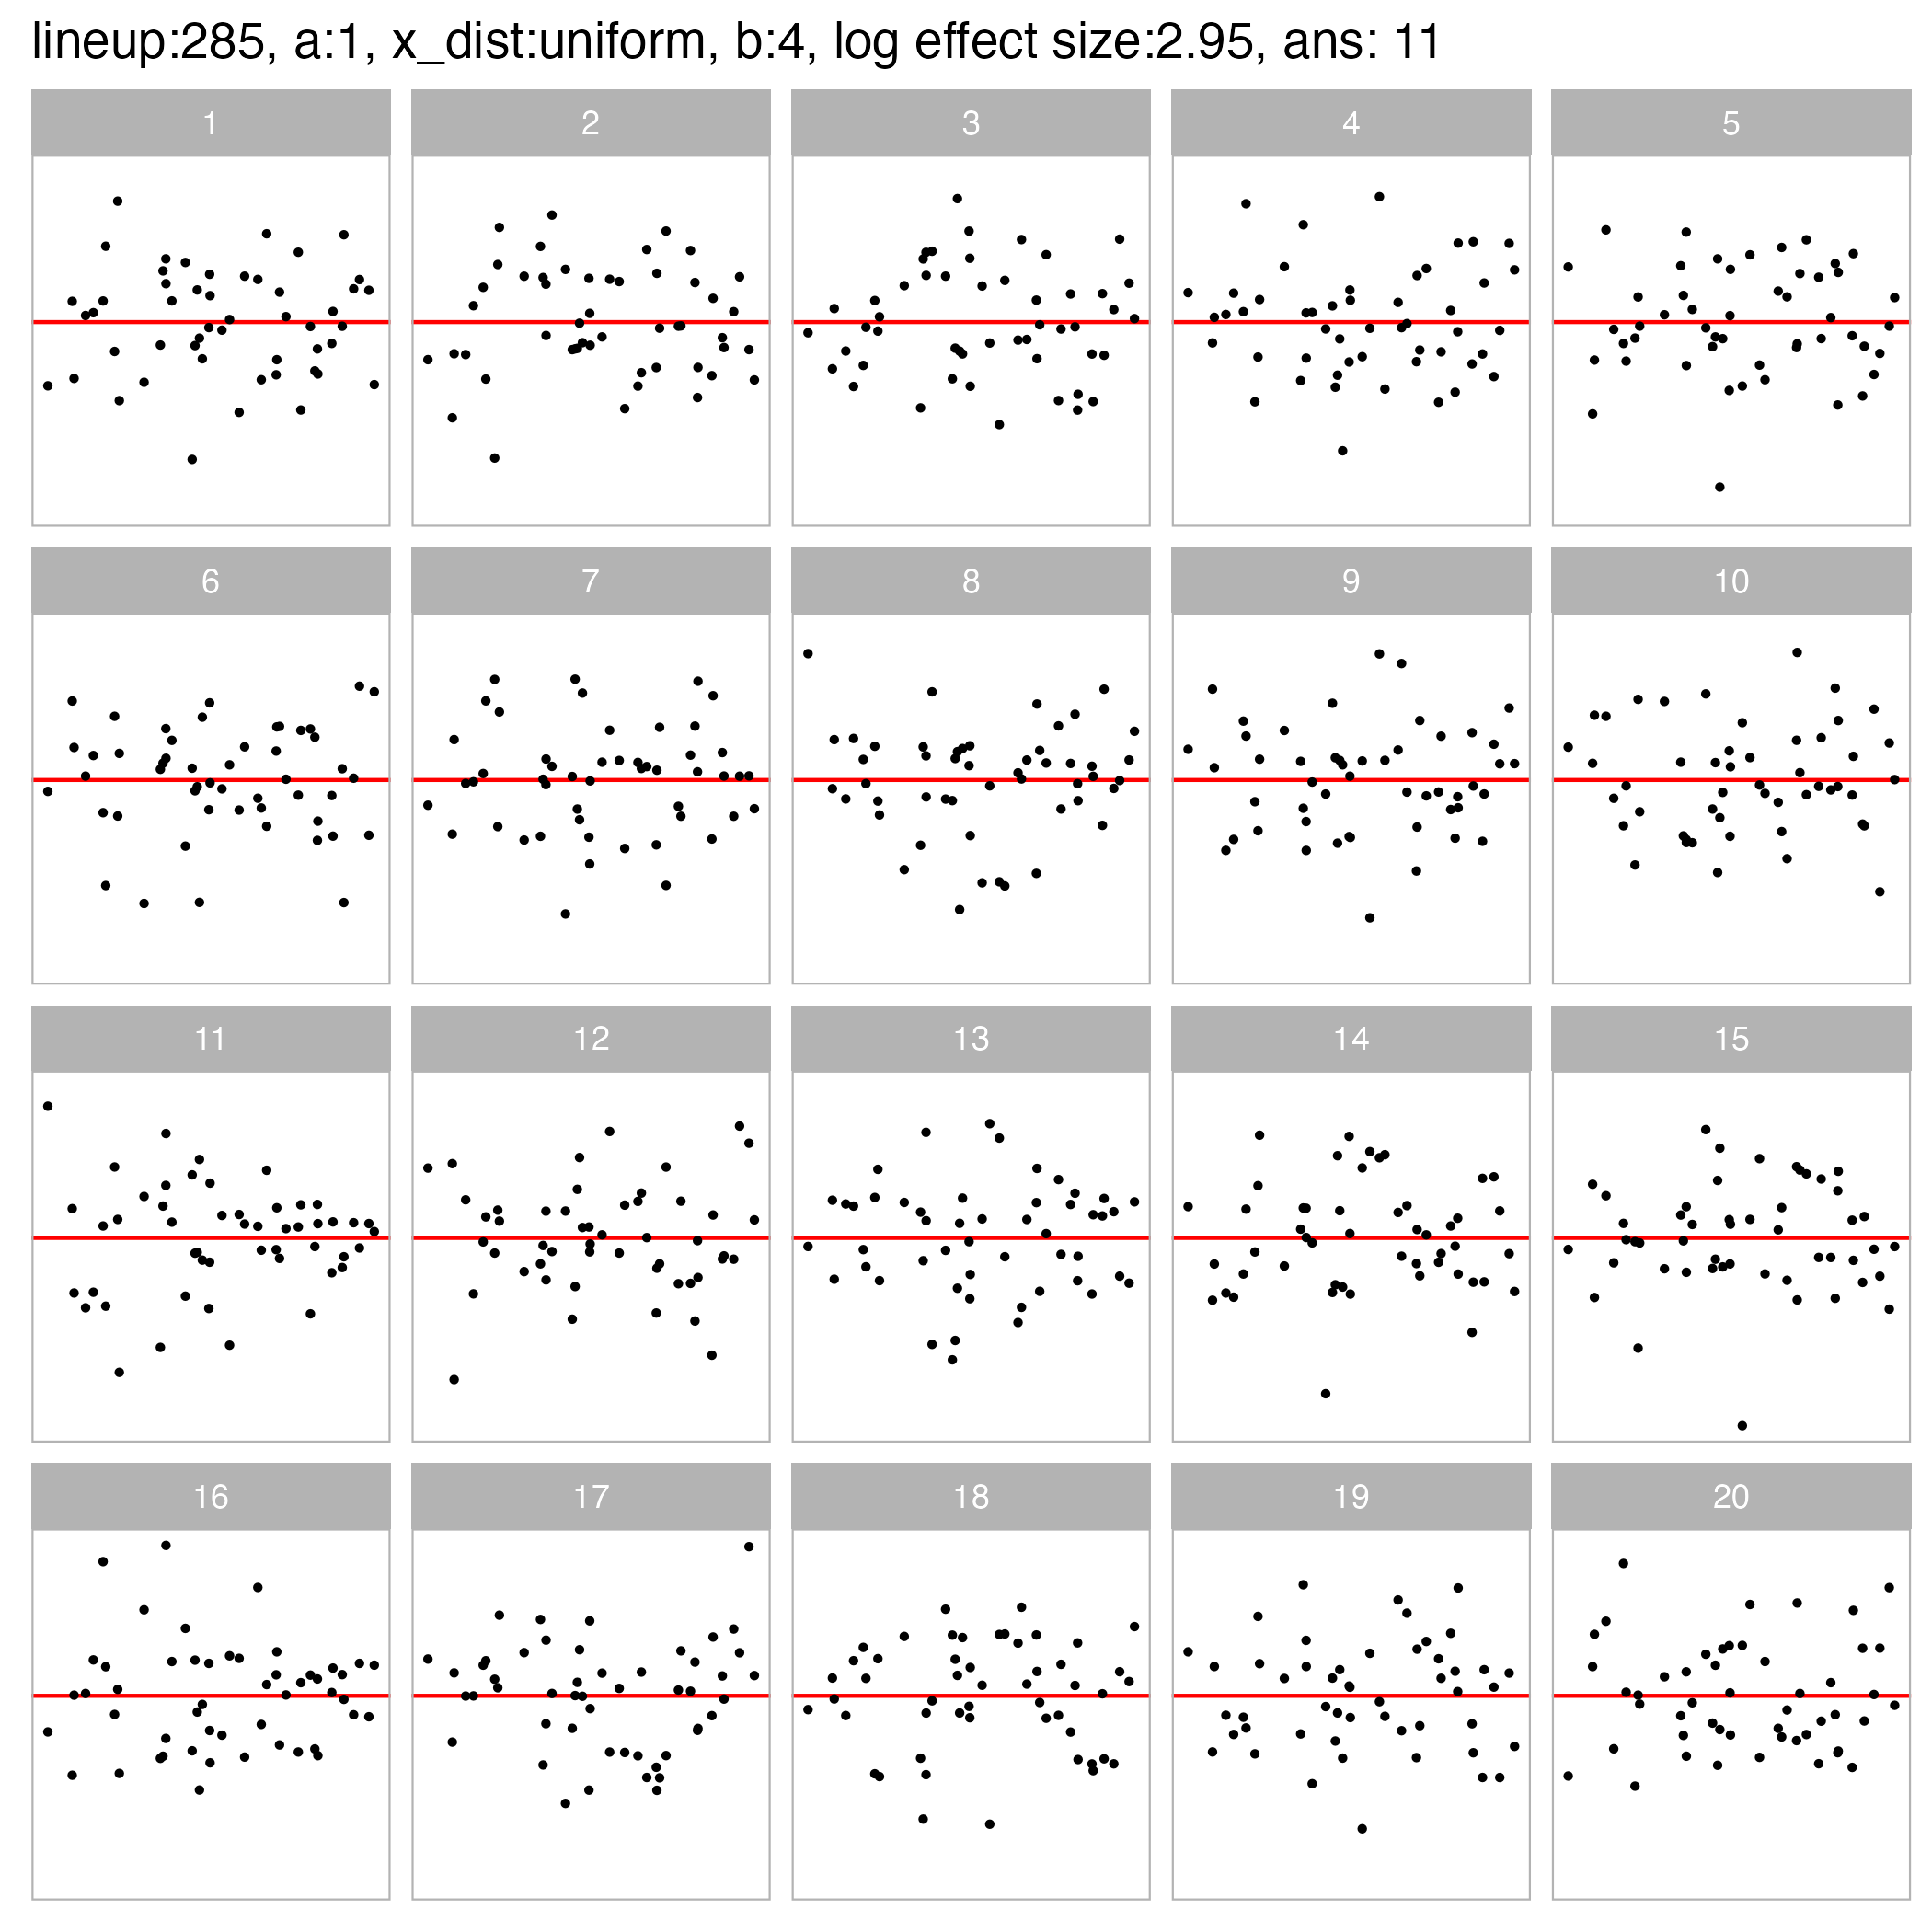 lineup:285, a:1, x_dist:uniform, b:4, log effect size:2.95, ans: 11
1 2 3 4 5
6 7 8 9 10
11 12 13 14 15
16 17 18 19 20